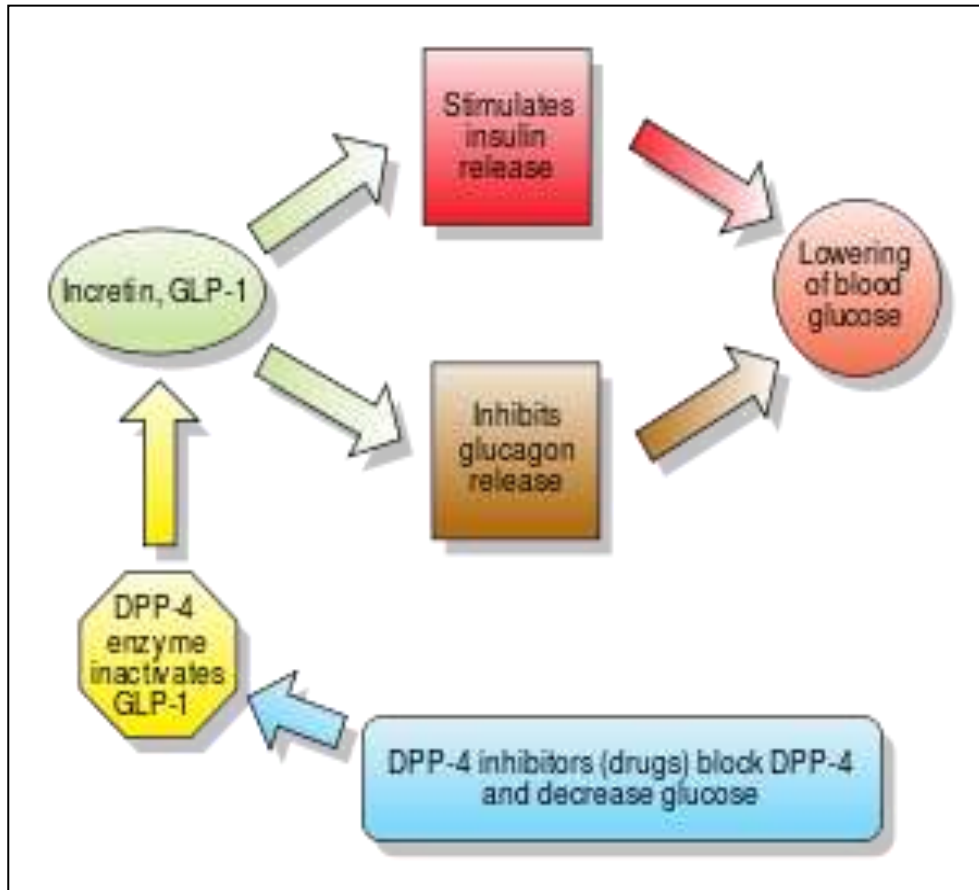 Stimulates
insulin
release
Incretin, GLP-1
Lowering
of blood
glucose
Inhibits
glucagon
release
DPP-4
enzyme
inactivates
GLP-1
DPP-4 inhibitors (drugs) block DPP-4
and decrease glucose